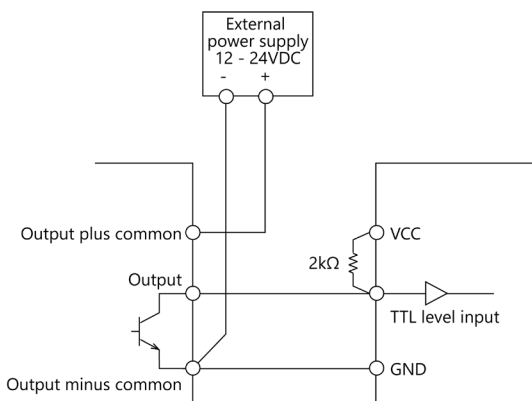 External
power supply
12 - 24VDC
- +
Output plus common
VCC
2kΩ
Output
TTL level input
Output minus common
GND